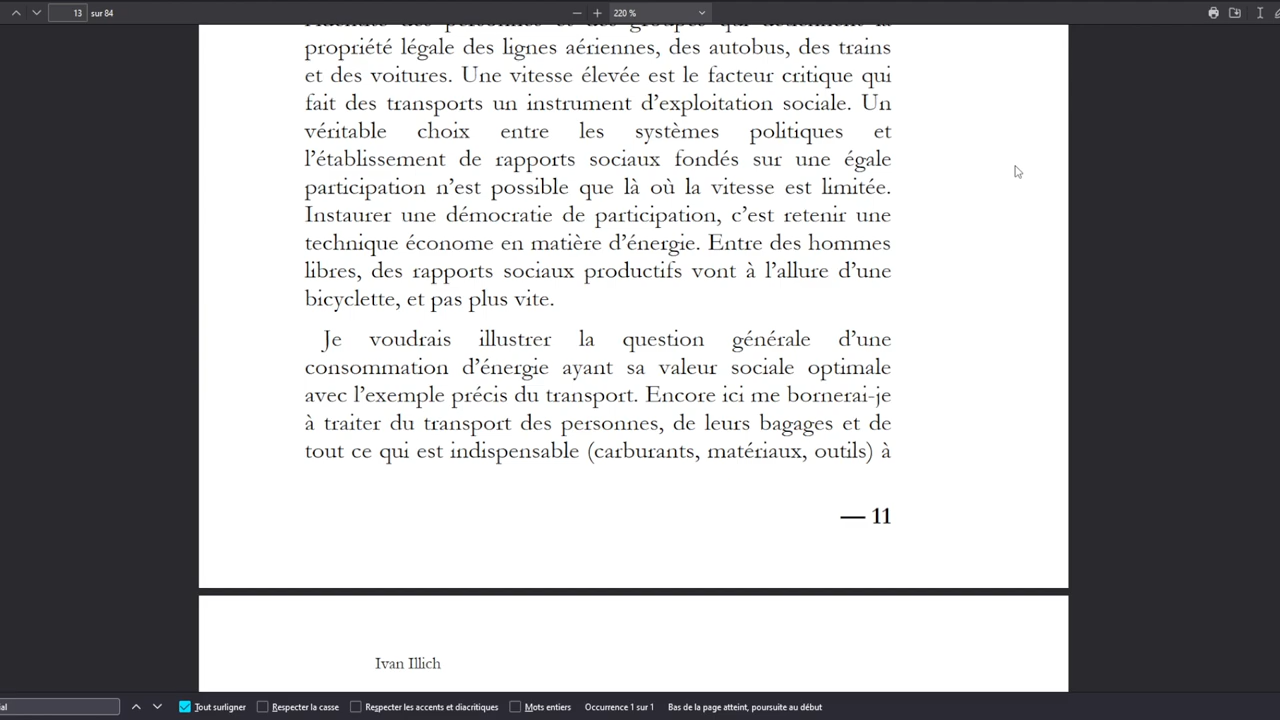 13 sur 84 220 %
propriété légale des lignes aériennes, des autobus, des trains
et des voitures. Une vitesse élevée est le facteur critique qui
fait des transports un instrument d’exploitation sociale. Un
véritable choix entre les systèmes politiques et
l’établissement de rapports sociaux fondés sur une égale
participation n’est possible que là où la vitesse est limitée.
Instaurer une démocratie de participation, c’est retenir une
technique économe en matière d’énergie. Entre des hommes
libres, des rapports sociaux productifs vont à l’allure d’une
bicyclette, et pas plus vite.
Je voudrais illustrer la question générale d’une
consommation d’énergie ayant sa valeur sociale optimale
avec l’exemple précis du transport. Encore ici me bornerai-je
à traiter du transport des personnes, de leurs bagages et de
tout ce qui est indispensable (carburants, matériaux, outils) à
— 11
Ivan Illich
ial Tout surligner Respecter la casse Respecter les accents et diacritiques Mots entiers Occurrence 1 sur 1 Bas de la page atteint, poursuite au début